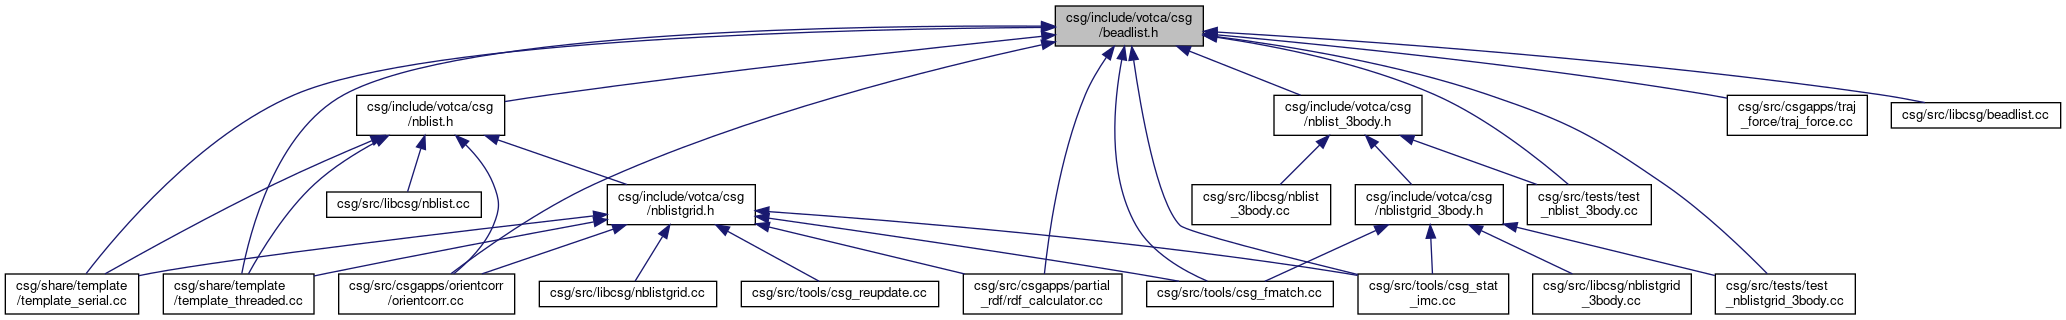 csg/include/votca/csg
/beadlist.h
csg/include/votca/csg
/nblist.h
csg/include/votca/csg
/nblist_3body.h
csg/src/csgapps/traj
_force/traj_force.cc
csg/src/libcsg/beadlist.cc
csg/src/libcsg/nblist.cc
csg/include/votca/csg
/nblistgrid.h
csg/src/libcsg/nblist
_3body.cc
csg/include/votca/csg
/nblistgrid_3body.h
csg/src/tests/test
_nblist_3body.cc
csg/share/template
/template_serial.cc
csg/share/template
/template_threaded.cc
csg/src/csgapps/orientcorr
/orientcorr.cc
csg/src/libcsg/nblistgrid.cc
csg/src/tools/csg_reupdate.cc
csg/src/csgapps/partial
_rdf/rdf_calculator.cc
csg/src/tools/csg_fmatch.cc
csg/src/tools/csg_stat
_imc.cc
csg/src/libcsg/nblistgrid
_3body.cc
csg/src/tests/test
_nblistgrid_3body.cc